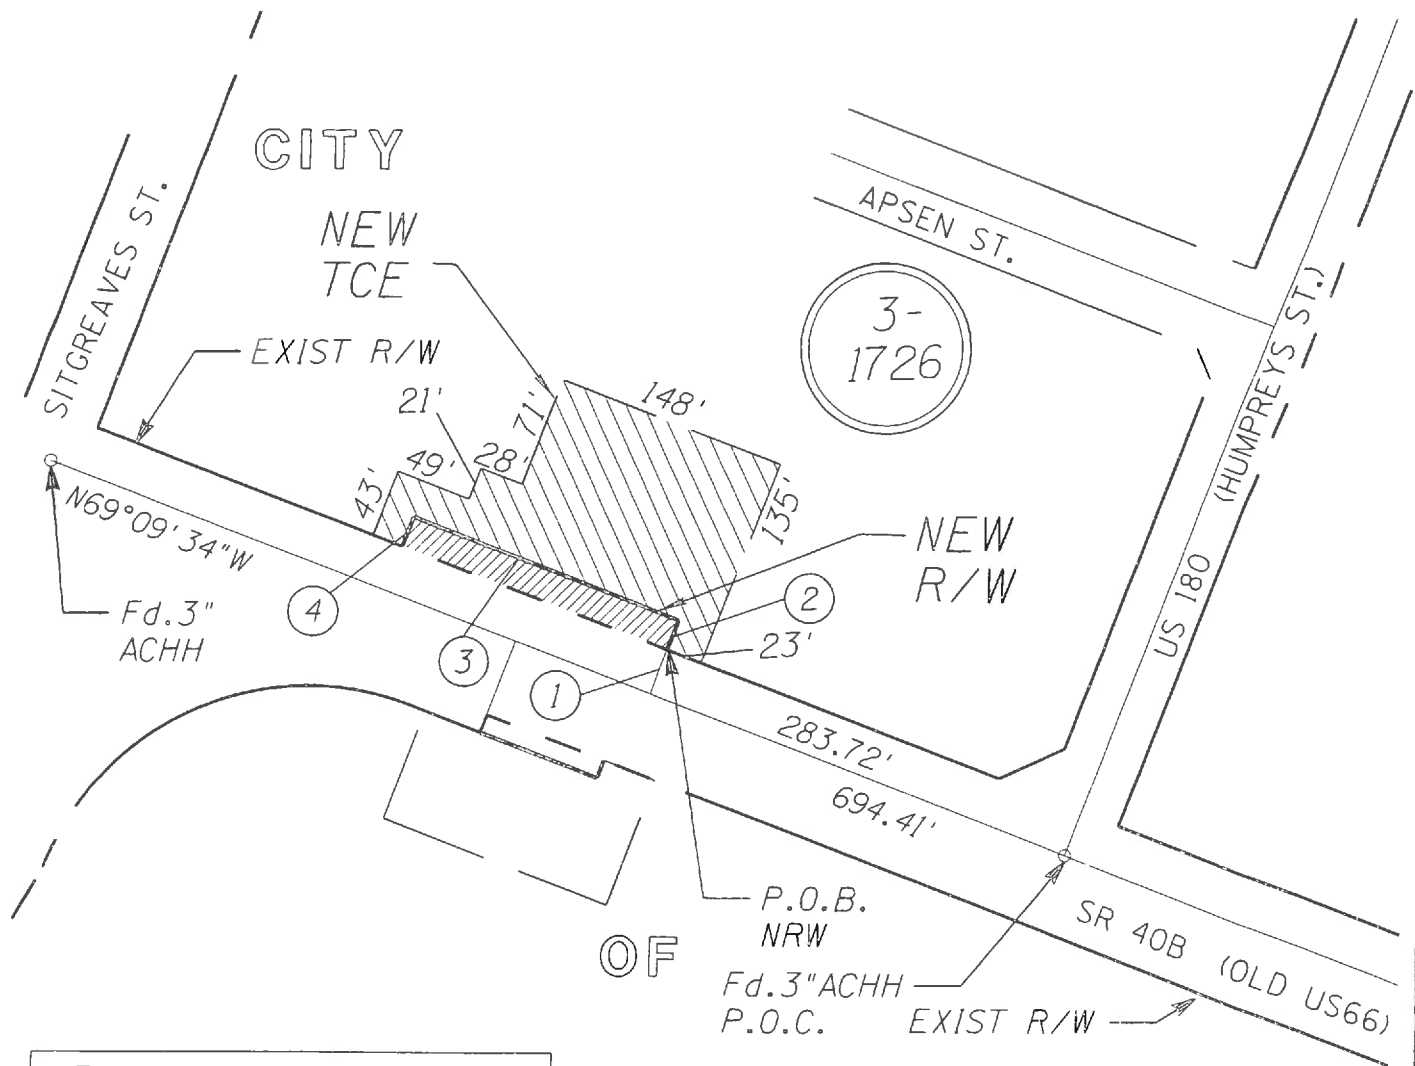 CITY
NEW
TCE
SITGREAVES ST.
EXIST R/W
APSEN ST.
3-
1726
(HUMPREYS ST.)
US 180
21'
71'
148'
49'
28'
43'
135'
N69°09'34"W
Fd.3"
ACHH
NEW
R/W
4
3
2
1
23'
283.72'
694.41'
P.O.B.
NRW
OF
Fd.3"ACHH
P.O.C.
EXIST R/W
SR 40B (OLD US66)